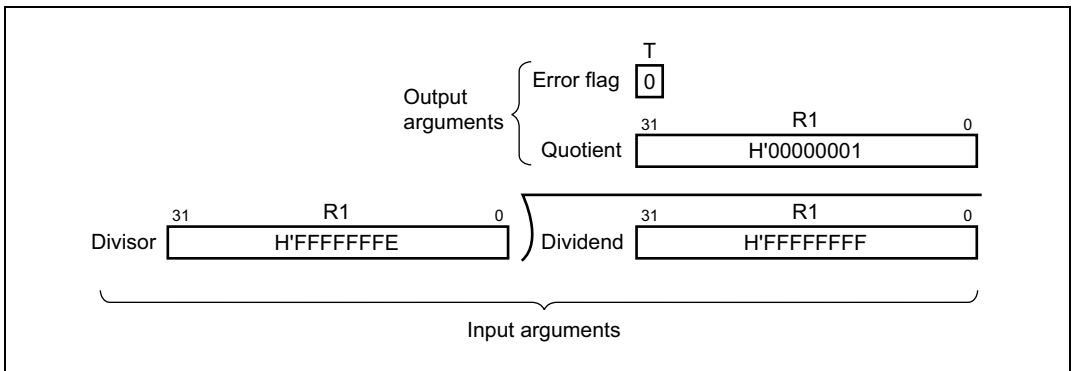 T
Error flag 0
Output
arguments
31 R1 0
Quotient H'00000001
31 R1 0 31 R1 0
Divisor H'FFFFFFFE Dividend H'FFFFFFFF
Input arguments